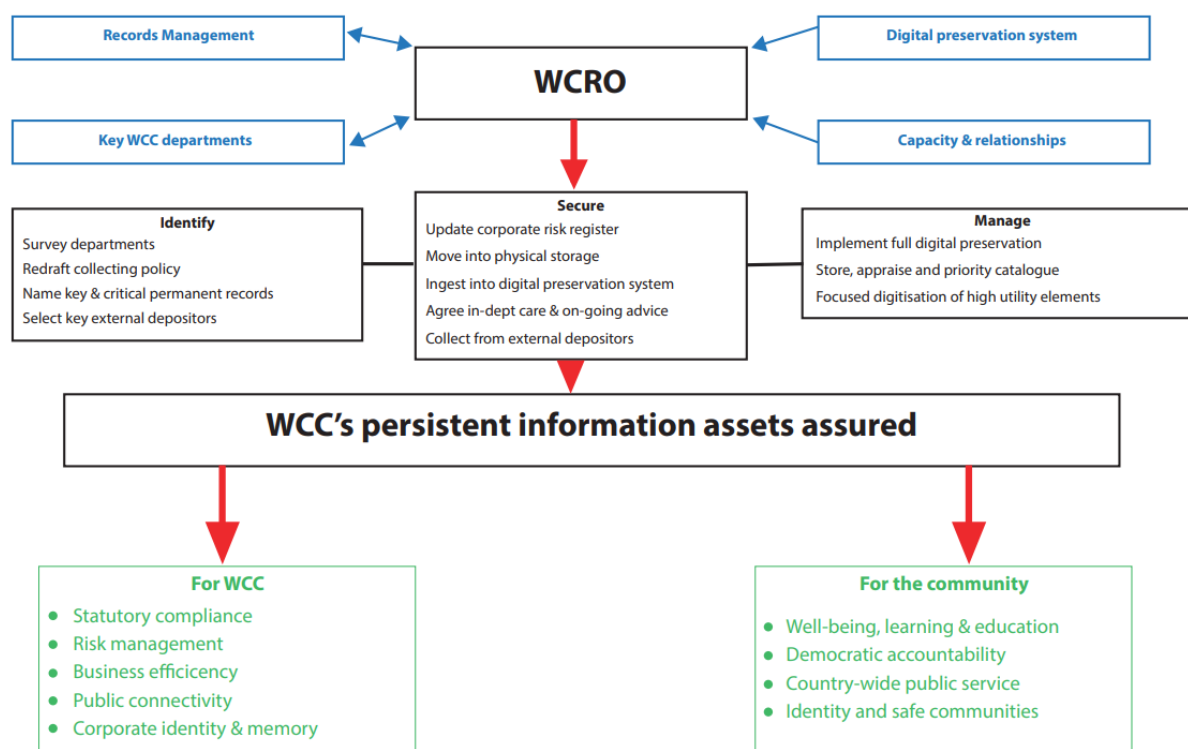 Records Management
Digital preservation system
WCRO
Key WCC departments
Capacity & relationships
Identify
Survey departments
Redraft collecting policy
Name key & critical permanent records
Select key external depositors
Secure
Update corporate risk register
Move into physical storage
Ingest into digital preservation system
Agree in-dept care & on-going advice
Collect from external depositors
Manage
Implement full digital preservation
Store, appraise and priority catalogue
Focused digitisation of high utility elements
WCC's persistent information assets assured
For WCC
• Statutory compliance
• Risk management
• Business efficicency
• Public connectivity
• Corporate identity & memory
For the community
• Well-being, learning & education
• Democratic accountability
• Country-wide public service
• Identity and safe communities